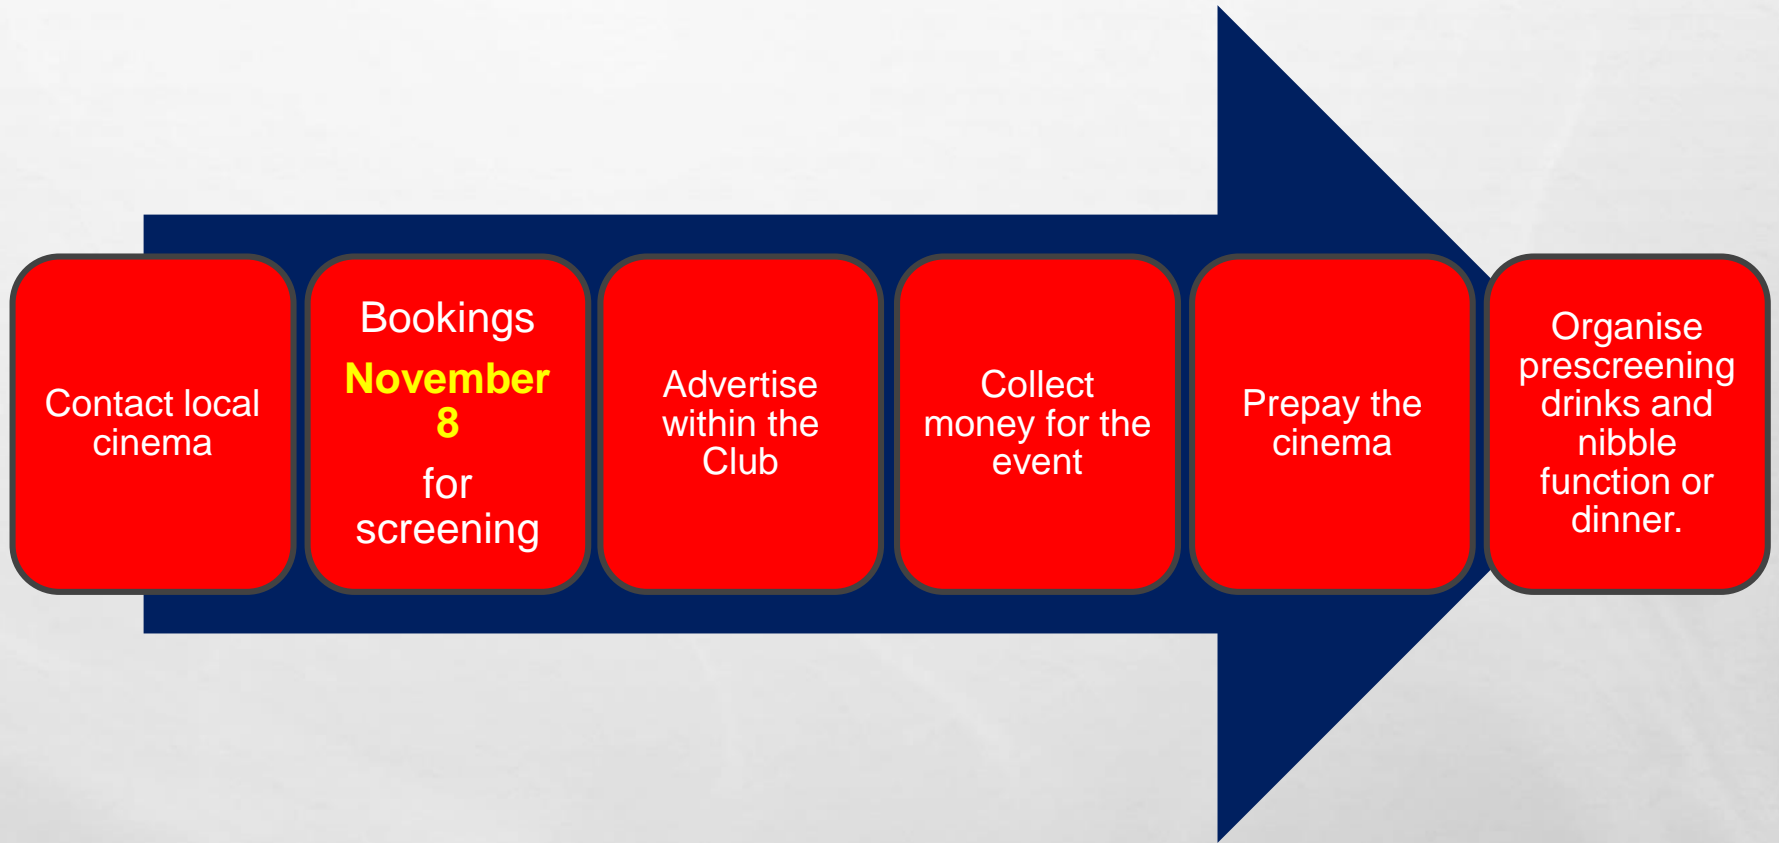 Contact local
cinema
Bookings
November
8
for
screening
Advertise
within the
Club
Collect
money for the
event
Prepay the
cinema
Organise
prescreening
drinks and
nibble
function or
dinner.